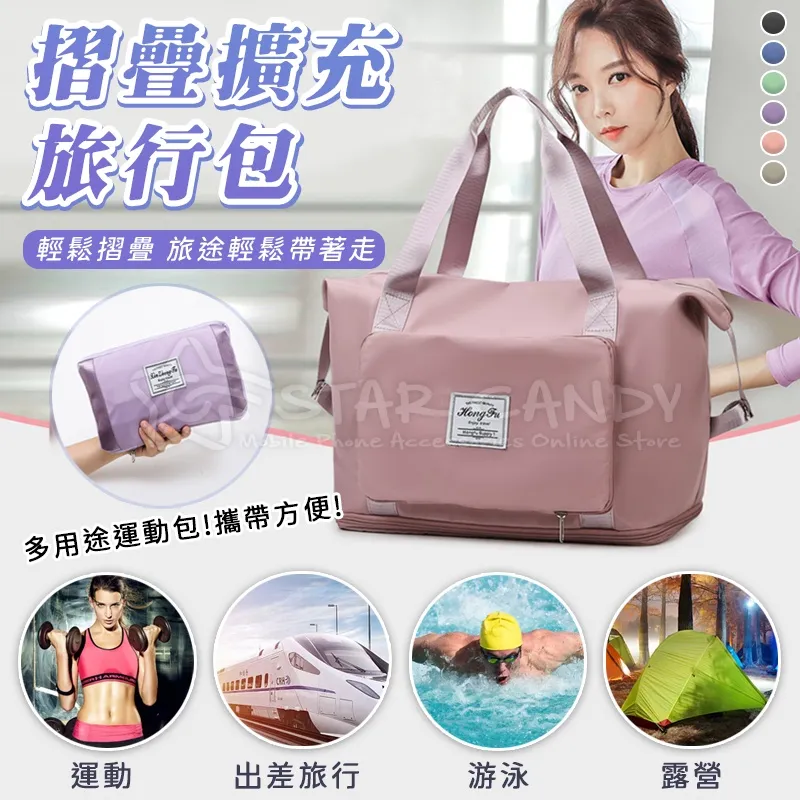 摺疊擴充
旅行包
輕鬆摺疊 旅途輕鬆帶著走
STAR CANDY
Mobile Phone Accessories Online Store
HongFu
多用途運動包!攜帶方便!
CRH
運動
出差旅行
游泳
露營